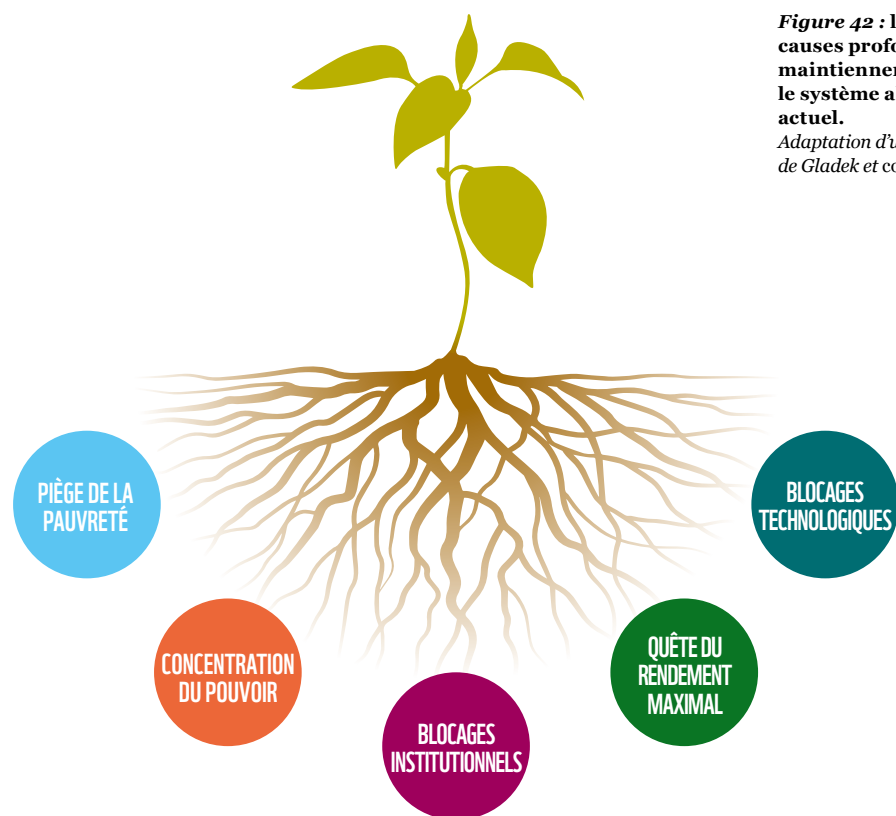 Figure 42 :
causes
maintiennent
le système
actuel.
Adaptation
de Gladek et
PIÈGE DE LA
PAUVRETÉ
BLOCAGES
TECHNOLOGIQUES
CONCENTRATION
DU POUVOIR
QUÊTE DU
RENDEMENT
MAXIMAL
BLOCAGES
INSTITUTIONNELS